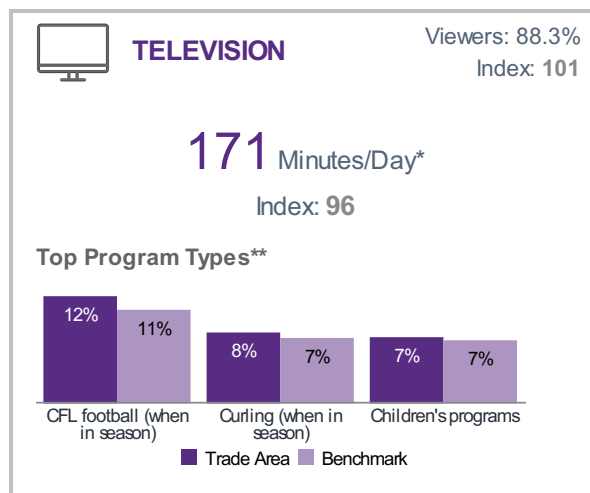 TELEVISION
Viewers: 88.3%
Index: 101
171 Minutes/Day*
Index: 96
Top Program Types**
12%
11%
8%
7%
7%
7%
CFL football (when
in season)
Curling (when in
season)
Children's programs
Trade Area
Benchmark